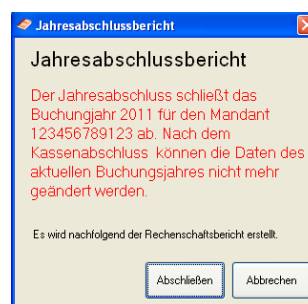 Jahresabschlussbericht
Jahresabschlussbericht
Der Jahresabschluss schließt das
Buchungjahr 2011 für den Mandant
123456789123 ab. Nach dem
Kassenabschluss können die Daten des
aktuellen Buchungsjahres nicht mehr
geändert werden.
Es wird nachfolgend der Rechenschaftsbericht erstellt.
Abschließen Abbrechen